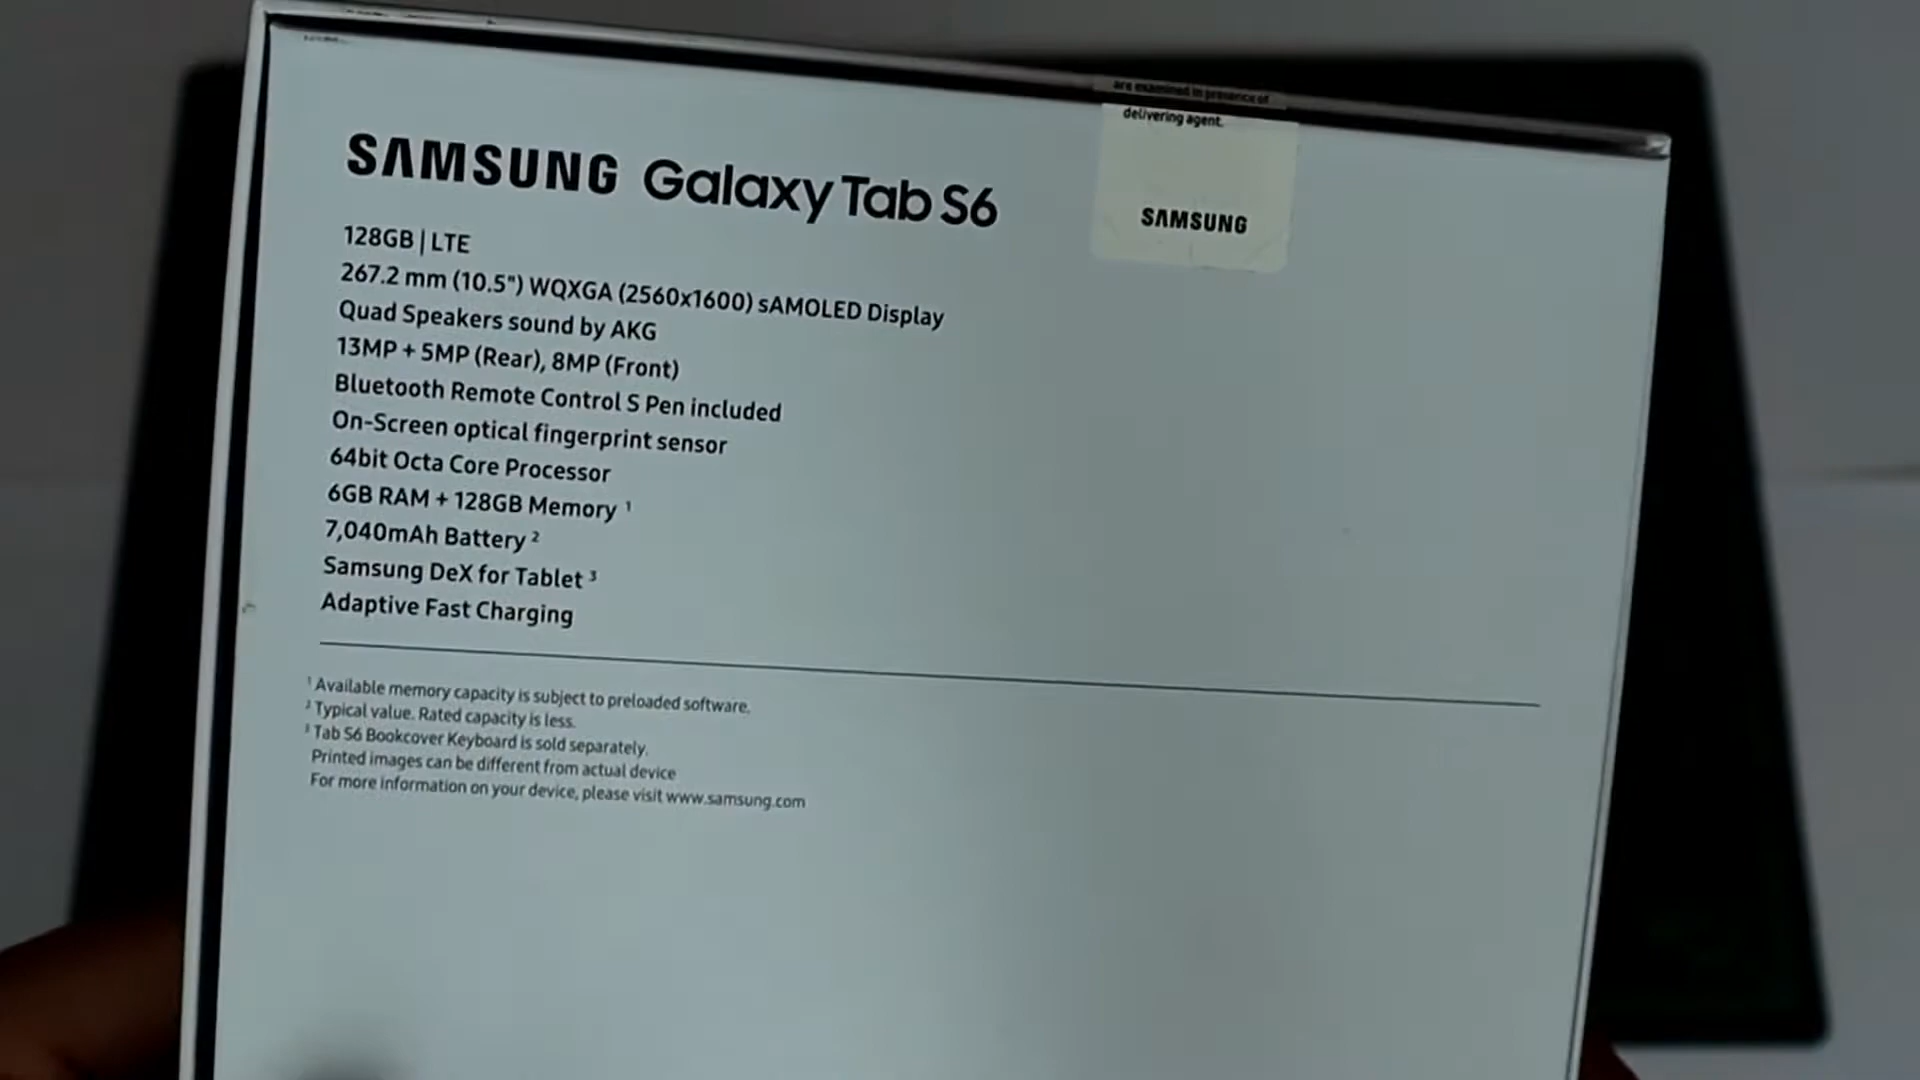 are examined in presence of
delivering agent.
SAMSUNG
SAMSUNG Galaxy Tab S6
128GB | LTE
267.2 mm (10.5") WQXGA (2560x1600) sAMOLED Display
Quad Speakers sound by AKG
13MP + 5MP (Rear), 8MP (Front)
Bluetooth Remote Control S Pen included
On-Screen optical fingerprint sensor
64bit Octa Core Processor
6GB RAM + 128GB Memory ¹
7,040mAh Battery ²
Samsung DeX for Tablet ³
Adaptive Fast Charging
¹ Available memory capacity is subject to preloaded software.
² Typical value. Rated capacity is less.
³ Tab S6 Bookcover Keyboard is sold separately.
Printed images can be different from actual device
For more information on your device, please visit www.samsung.com